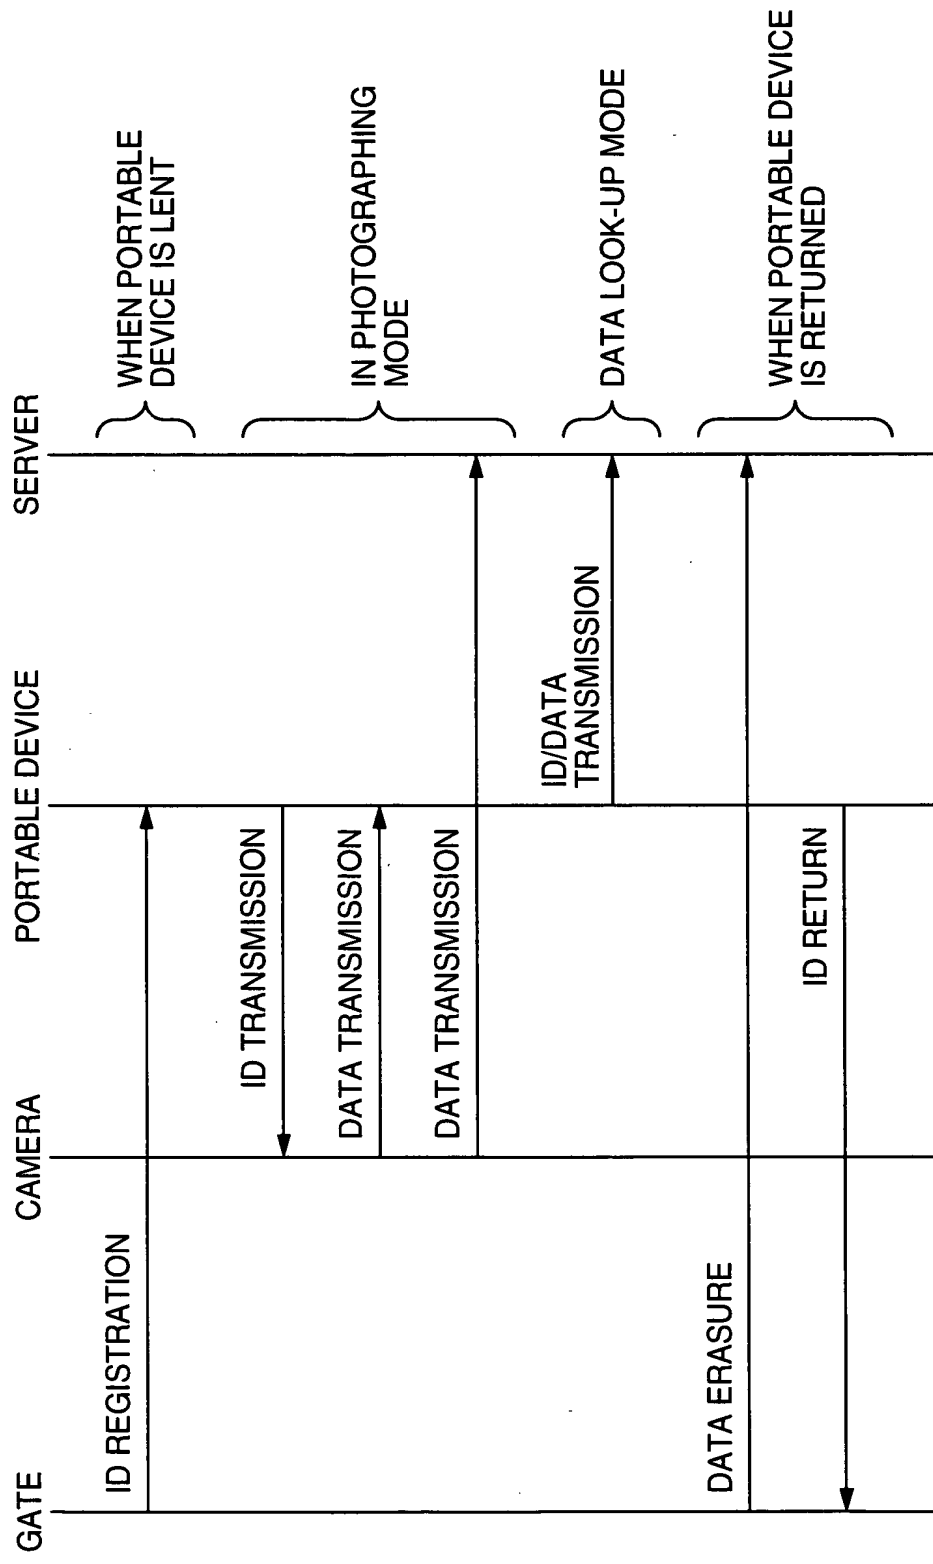 GATE
CAMERA
PORTABLE DEVICE
SERVER
ID REGISTRATION
WHEN PORTABLE
DEVICE IS LENT
ID TRANSMISSION
DATA TRANSMISSION
DATA TRANSMISSION
IN PHOTOGRAPHING
MODE
ID/DATA
TRANSMISSION
DATA LOOK-UP MODE
DATA ERASURE
ID RETURN
WHEN PORTABLE DEVICE
IS RETURNED